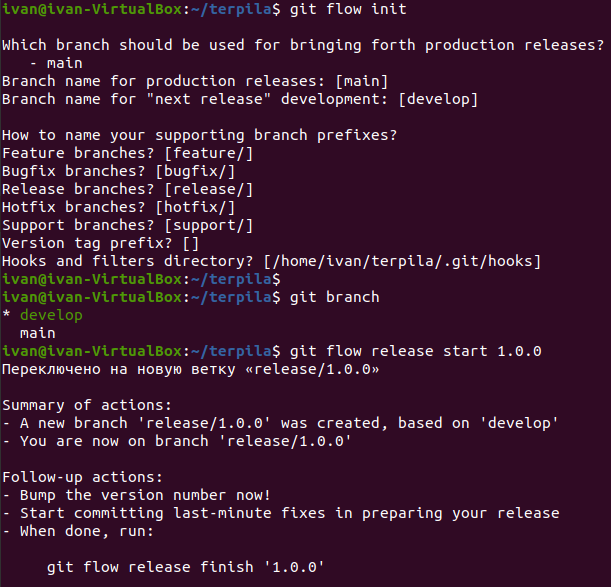 ivan@ivan-VirtualBox:~/terpila$ git flow init
Which branch should be used for bringing forth production releases?
- main
Branch name for production releases: [main]
Branch name for "next release" development: [develop]
How to name your supporting branch prefixes?
Feature branches? [feature/]
Bugfix branches? [bugfix/]
Release branches? [release/]
Hotfix branches? [hotfix/]
Support branches? [support/]
Version tag prefix? []
Hooks and filters directory? [/home/ivan/terpila/.git/hooks]
ivan@ivan-VirtualBox:~/terpila$
ivan@ivan-VirtualBox:~/terpila$ git branch
* develop
main
ivan@ivan-VirtualBox:~/terpila$ git flow release start 1.0.0
Переключено на новую ветку «release/1.0.0»
Summary of actions:
- A new branch 'release/1.0.0' was created, based on 'develop'
- You are now on branch 'release/1.0.0'
Follow-up actions:
- Bump the version number now!
- Start committing last-minute fixes in preparing your release
- When done, run:
git flow release finish '1.0.0'